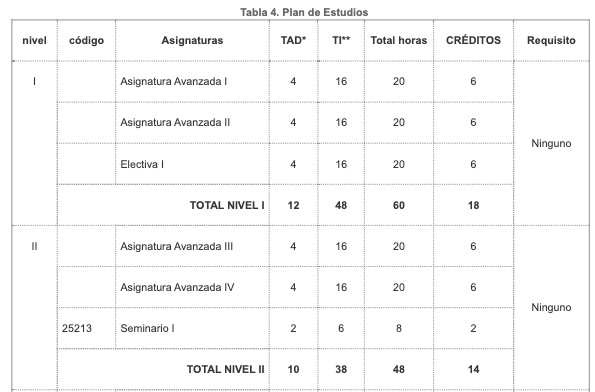 Tabla 4. Plan de Estudios
nivel código Asignaturas TAD* TI** Total horas CRÉDITOS Requisito
I Asignatura Avanzada I 4 16 20 6
Asignatura Avanzada II 4 16 20 6
Ninguno
Electiva I 4 16 20 6
TOTAL NIVEL I 12 48 60 18
II Asignatura Avanzada III 4 16 20 6
Asignatura Avanzada IV 4 16 20 6
Ninguno
25213 Seminario I 2 6 8 2
TOTAL NIVEL II 10 38 48 14